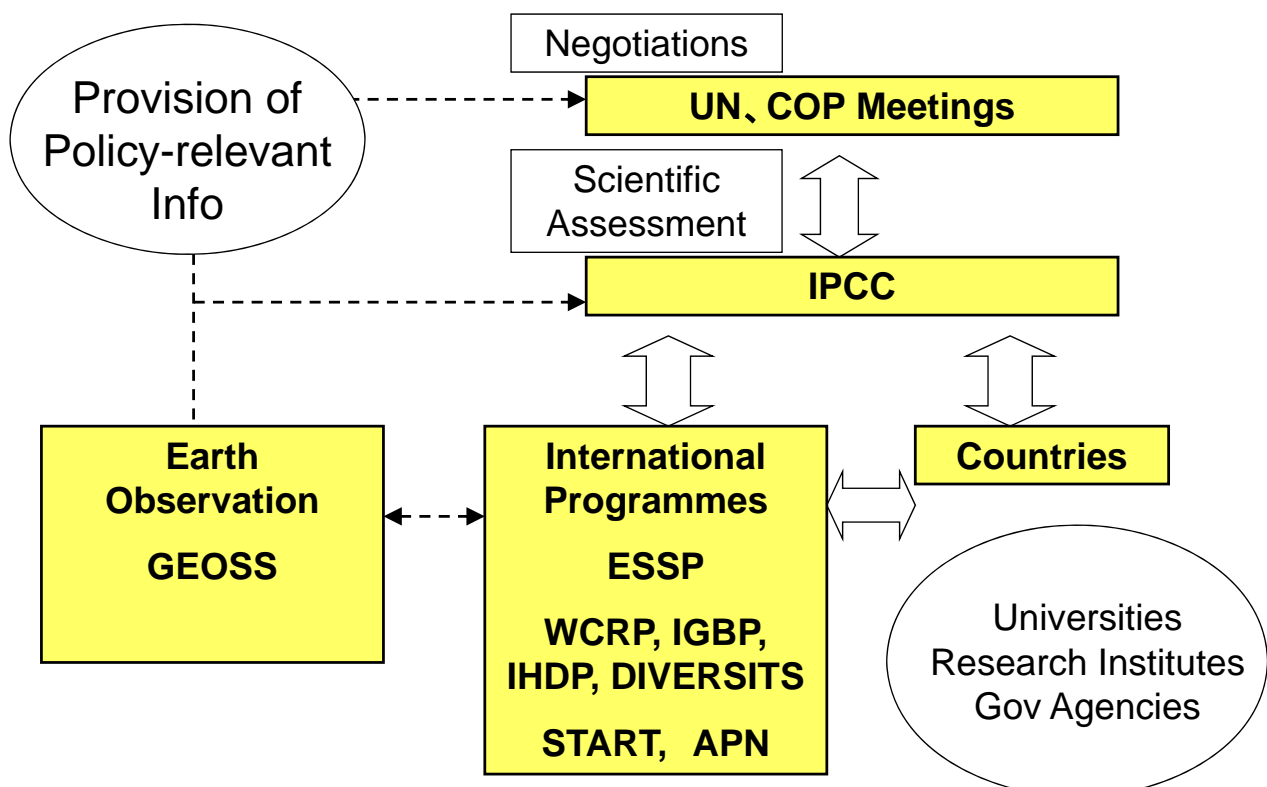 Provision of
Policy-relevant
Info
Negotiations
UN、COP Meetings
Scientific
Assessment
IPCC
Earth
Observation
GEOSS
International
Programmes
ESSP
WCRP, IGBP,
IHDP, DIVERSITS
START, APN
Countries
Universities
Research Institutes
Gov Agencies